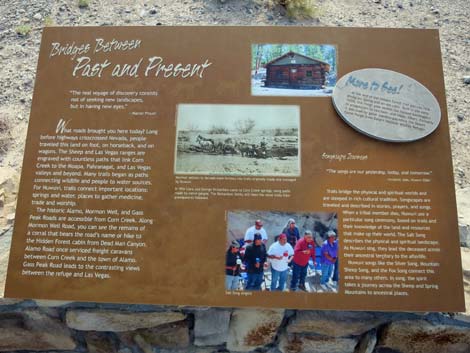 Bridges Between
Past and Present
"The real voyage of discovery consists
not of seeking new landscapes,
but in having new eyes."
- Marcel Proust
What roads brought you here today? Long
before highways crisscrossed Nevada, people
traveled this land on foot, on horseback, and on
wagons. The Sheep and Las Vegas ranges are
engraved with countless paths that link Corn
Creek to the Moapa, Pahranagat, and Las Vegas
valleys and beyond. Many trails began as paths
connecting wildlife and people to water sources.
For Nuwuvi, trails connect important locations:
springs and water, places to gather medicine,
trade and worship.
The historic Alamo, Mormon Well, and Gass
Peak Roads are accessible from Corn Creek. Along
Mormon Well Road, you can see the remains of
a corral that bears the road's name or hike to
the Hidden Forest cabin from Dead Man Canyon.
Alamo Road once serviced freight caravans
between Corn Creek and the town of Alamo.
Gass Peak Road leads to the contrasting views
between the refuge and Las Vegas.
Salt Song singers
More to See!
Songscape Journeys
"The songs are our yesterday, today, and tomorrow."
Trails bridge the physical and spiritual worlds and
are steeped in rich cultural tradition. Songscapes are
traveled and described in stories, prayers, and songs.
When a tribal member dies, Nuwuvi use a
particular song ceremony, based on trails and
their knowledge of the land and resources
that make up their world. The Salt Song
describes the physical and spiritual landscape.
As Nuwuvi sing, they lead the deceased across
their ancestral territory to the afterlife.
Nuwuvi songs like the Silver Song, Mountain
Sheep Song, and the Fox Song connect this
area to many others. In song, the spirit
takes a journey across the Sheep and Spring
Mountains to ancestral places.